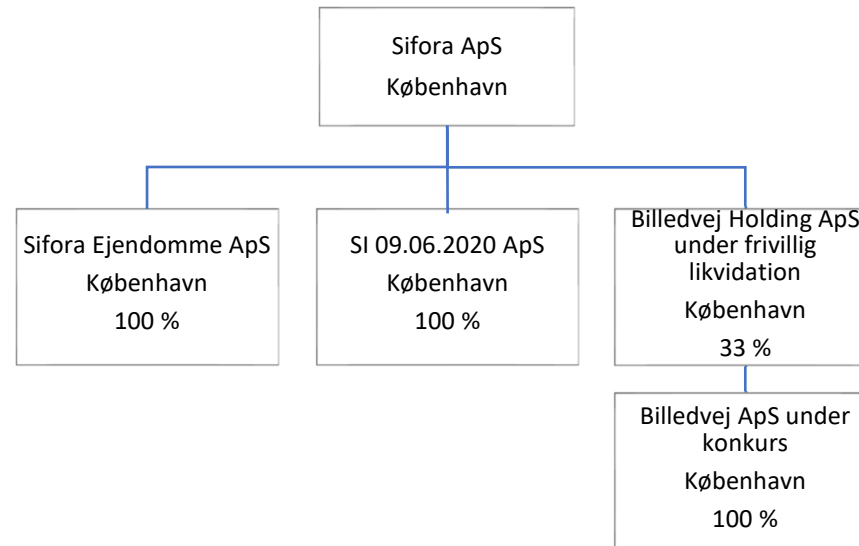 Sifora ApS
København
Sifora Ejendomme ApS
København
100 %
SI 09.06.2020 ApS
København
100 %
Billedvej Holding ApS
under frivillig
likvidation
København
33 %
Billedvej ApS under
konkurs
København
100 %